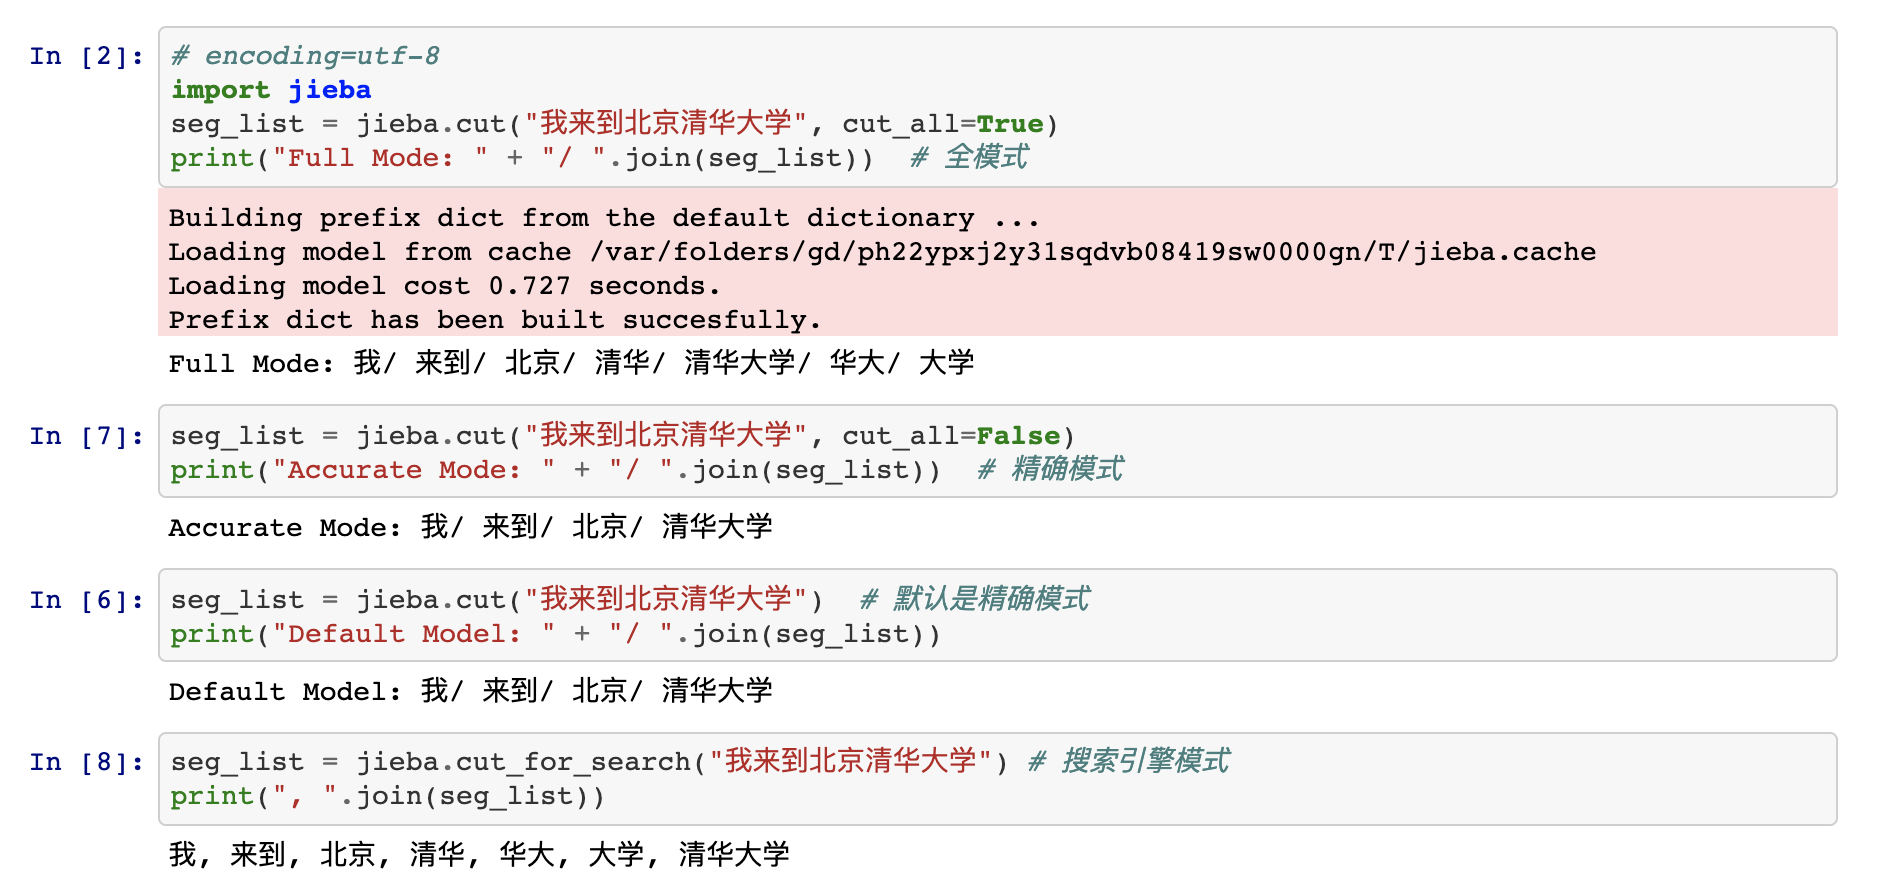 In [2]: # encoding=utf-8
import jieba
seg_list = jieba.cut("我来到北京清华大学", cut_all=True)
print("Full Mode: " + "/ ".join(seg_list))  # 全模式
Building prefix dict from the default dictionary ...
Loading model from cache /var/folders/gd/ph22ypxj2y31sqdvb08419sw0000gn/T/jieba.cache
Loading model cost 0.727 seconds.
Prefix dict has been built succesfully.
Full Mode: 我/ 来到/ 北京/ 清华/ 清华大学/ 华大/ 大学
In [7]: seg_list = jieba.cut("我来到北京清华大学", cut_all=False)
print("Accurate Mode: " + "/ ".join(seg_list))  # 精确模式
Accurate Mode: 我/ 来到/ 北京/ 清华大学
In [6]: seg_list = jieba.cut("我来到北京清华大学")  # 默认是精确模式
print("Default Model: " + "/ ".join(seg_list))
Default Model: 我/ 来到/ 北京/ 清华大学
In [8]: seg_list = jieba.cut_for_search("我来到北京清华大学") # 搜索引擎模式
print(", ".join(seg_list))
我, 来到, 北京, 清华, 华大, 大学, 清华大学